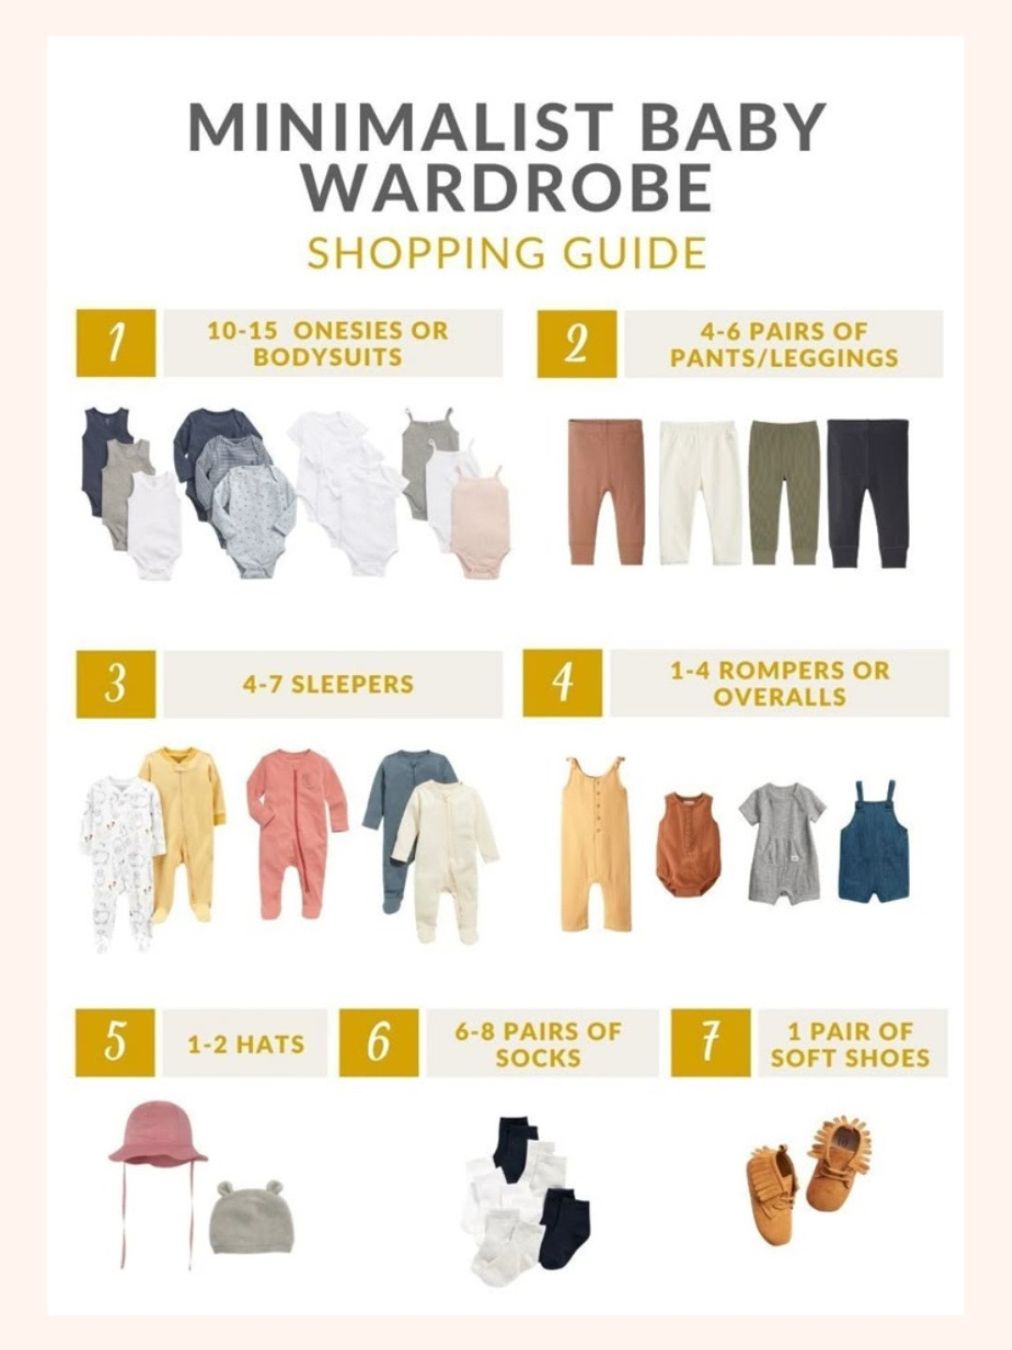 MINIMALIST BABY
WARDROBE
SHOPPING GUIDE
1
10-15 ONESIES OR
BODYSUITS
2
4-6 PAIRS OF
PANTS/LEGGINGS
3
4-7 SLEEPERS
4
1-4 ROMPERS OR
OVERALLS
5
1-2 HATS
6
6-8 PAIRS OF
SOCKS
7
1 PAIR OF
SOFT SHOES